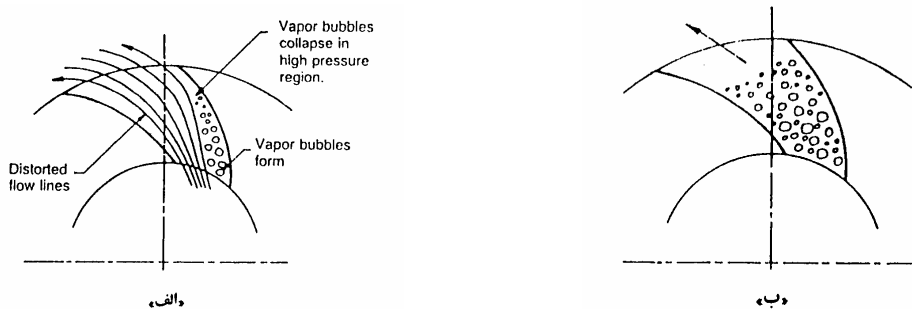 Vapor bubbles
collapse in
high pressure
region.
Vapor bubbles
form
Distorted
flow lines
«الف»
«ب»